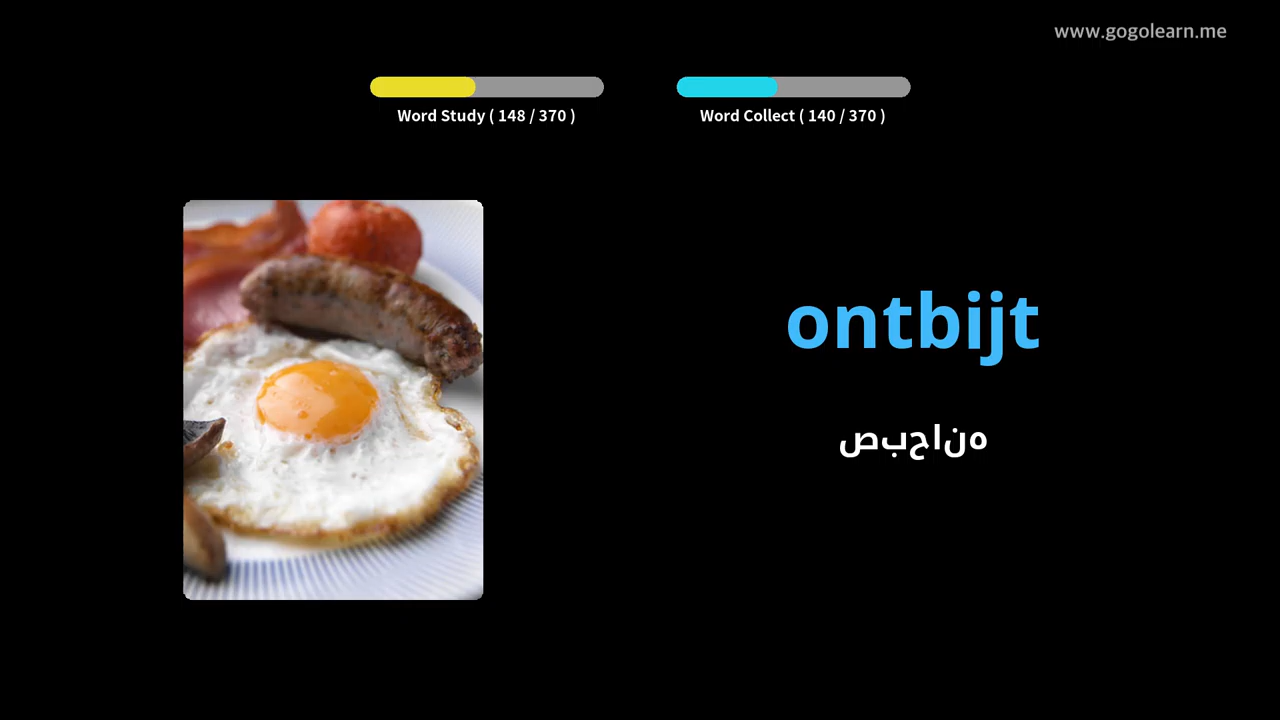 www.gogolearn.me
Word Study ( 148 / 370 )
Word Collect ( 140 / 370 )
ontbijt
صبحانه